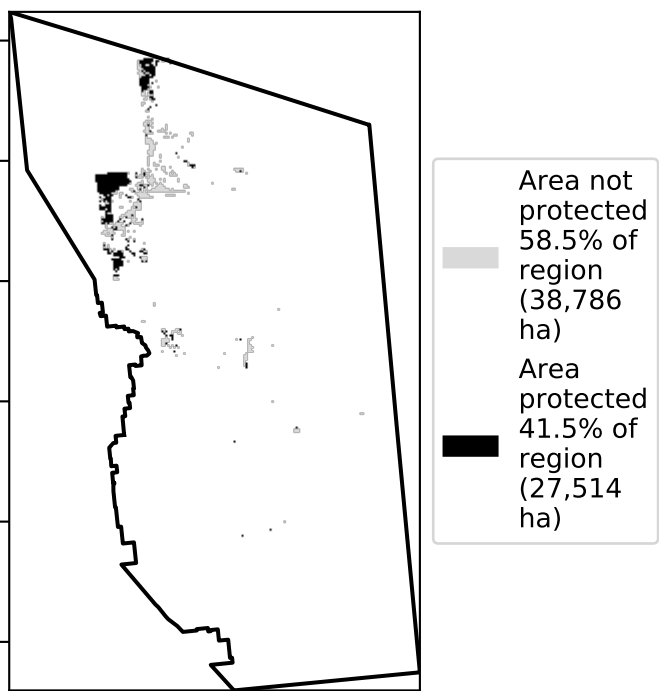 Area not
protected
58.5% of
region
(38,786
ha)
Area
protected
41.5% of
region
(27,514
ha)